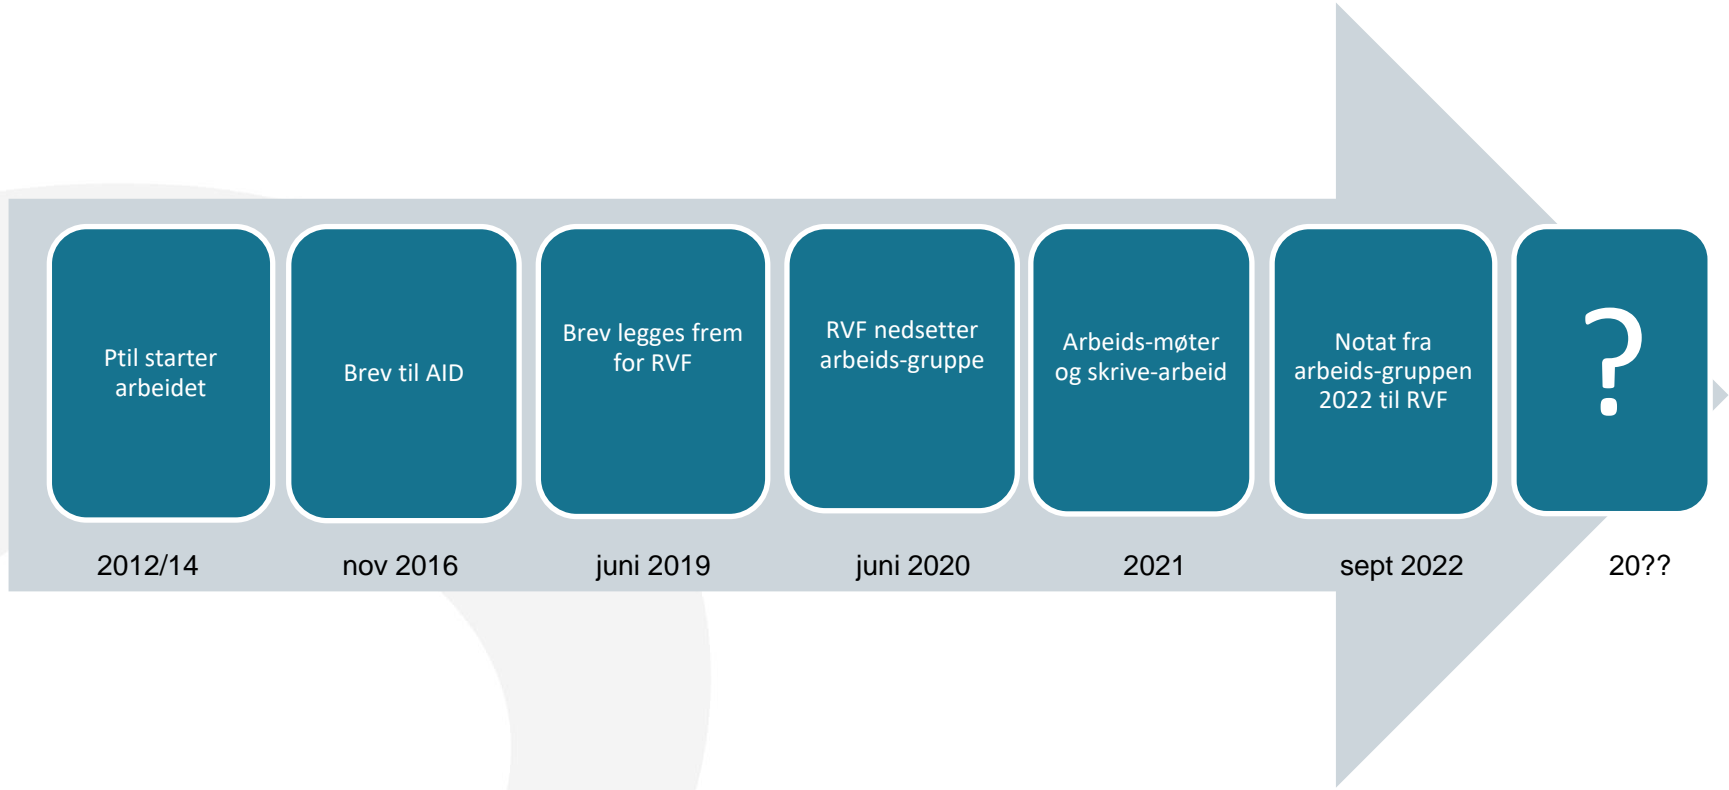 Ptil starter
arbeidet
Brev til AID
Brev legges frem
for RVF
RVF nedsetter
arbeids-gruppe
Arbeids-møter
og skrive-arbeid
Notat fra
arbeids-gruppen
2022 til RVF
?
2012/14
nov 2016
juni 2019
juni 2020
2021
sept 2022
20??